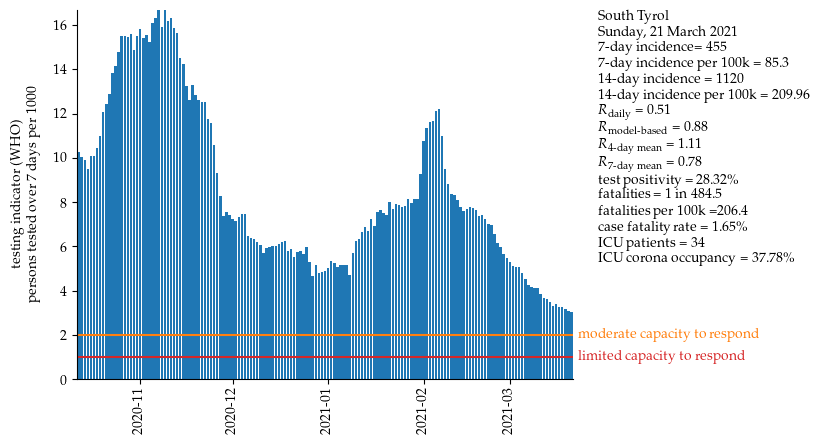 South Tyrol
Sunday, 21 March 2021
7-day incidence= 455
7-day incidence per 100k = 85.3
14-day incidence = 1120
14-day incidence per 100k = 209.96
R daily = 0.51
R model-based = 0.88
R 4-day mean = 1.11
R 7-day mean = 0.78
test positivity = 28.32%
fatalities = 1 in 484.5
fatalities per 100k =206.4
case fatality rate = 1.65%
ICU patients = 34
ICU corona occupancy = 37.78%
testing indicator (WHO)
persons tested over 7 days per 1000
16
14
12
10
8
6
4
2
0
moderate capacity to respond
limited capacity to respond
2020-11
2020-12
2021-01
2021-02
2021-03